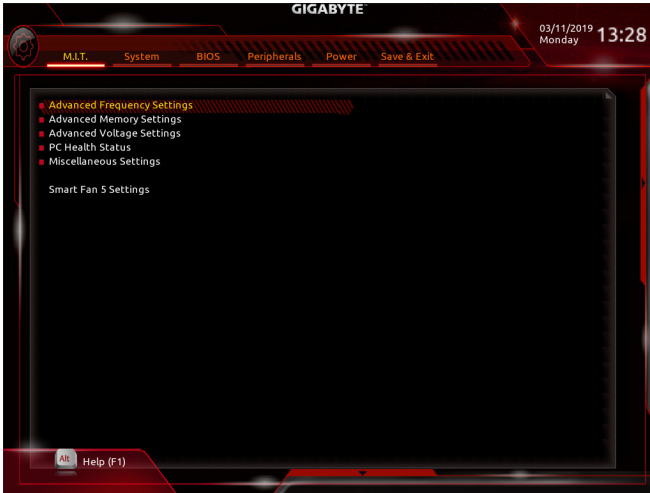 GIGABYTE™
03/11/2019 13:28
Monday
M.I.T. System BIOS Peripherals Power Save & Exit
Advanced Frequency Settings
Advanced Memory Settings
Advanced Voltage Settings
PC Health Status
Miscellaneous Settings
Smart Fan 5 Settings
Alt Help (F1)